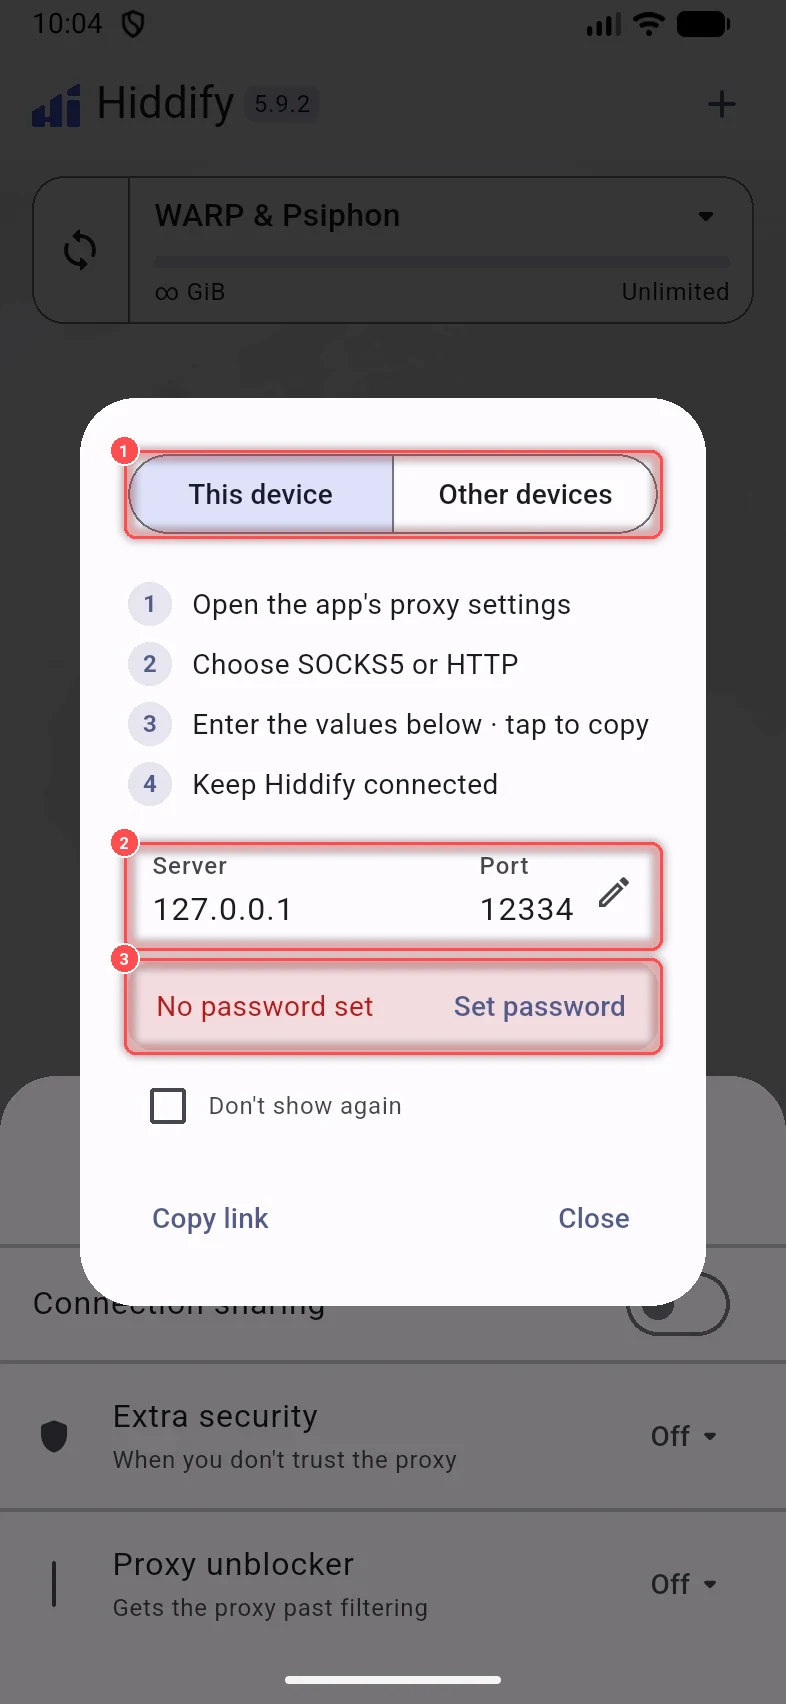 10:04
Hiddify 5.9.2
WARP & Psiphon
∞ GiB Unlimited
1
This device Other devices
1 Open the app's proxy settings
2 Choose SOCKS5 or HTTP
3 Enter the values below · tap to copy
4 Keep Hiddify connected
2
Server Port
127.0.0.1 12334
3
No password set Set password
Don't show again
Copy link Close
Connection sharing
Extra security
When you don't trust the proxy
Off
Proxy unblocker
Gets the proxy past filtering
Off